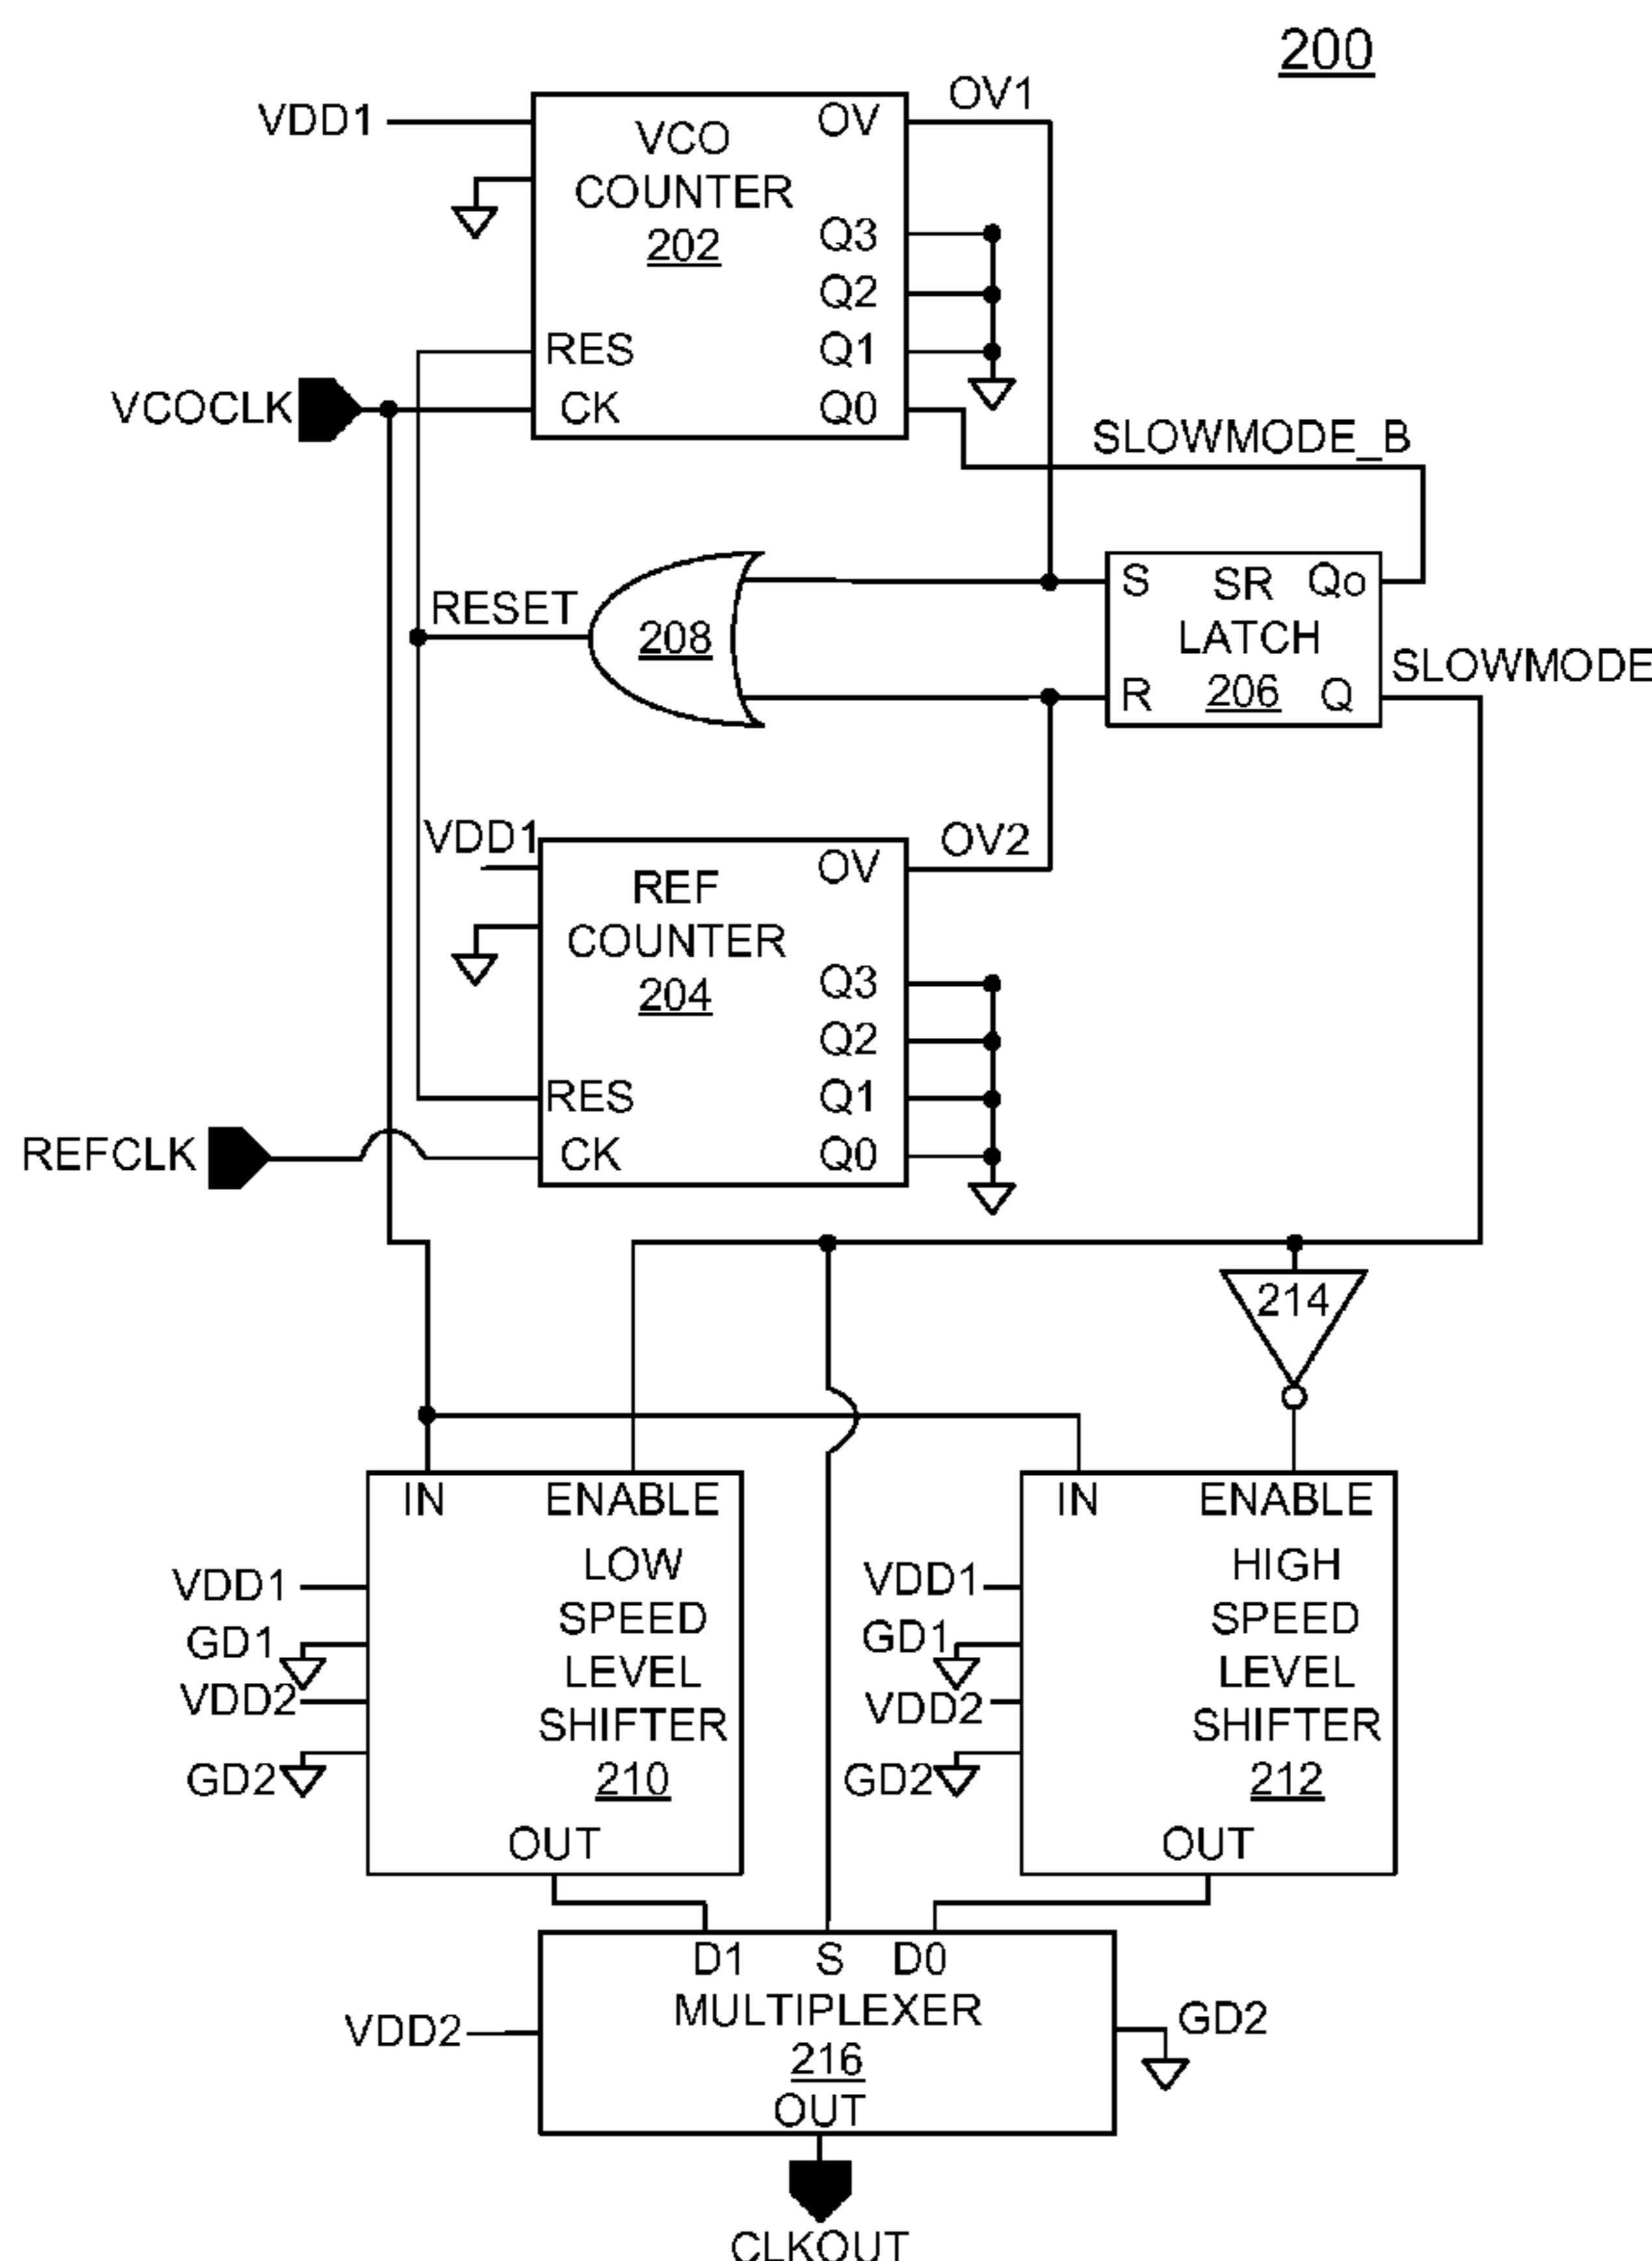 200
VDD1
VCO
COUNTER
202
OV
Q3
Q2
Q1
Q0
RES
CK
OV1
VCOCLK
SLOWMODE_B
RESET
208
S
SR
LATCH
206
Qo
R
Q
SLOWMODE
VDD1
REF
COUNTER
204
OV
Q3
Q2
Q1
Q0
RES
CK
OV2
REFCLK
214
IN
ENABLE
LOW
SPEED
LEVEL
SHIFTER
210
OUT
VDD1
GD1
VDD2
GD2
IN
ENABLE
HIGH
SPEED
LEVEL
SHIFTER
212
OUT
VDD1
GD1
VDD2
GD2
D1
S
D0
MULTIPLEXER
216
OUT
VDD2
GD2
CLKOUT